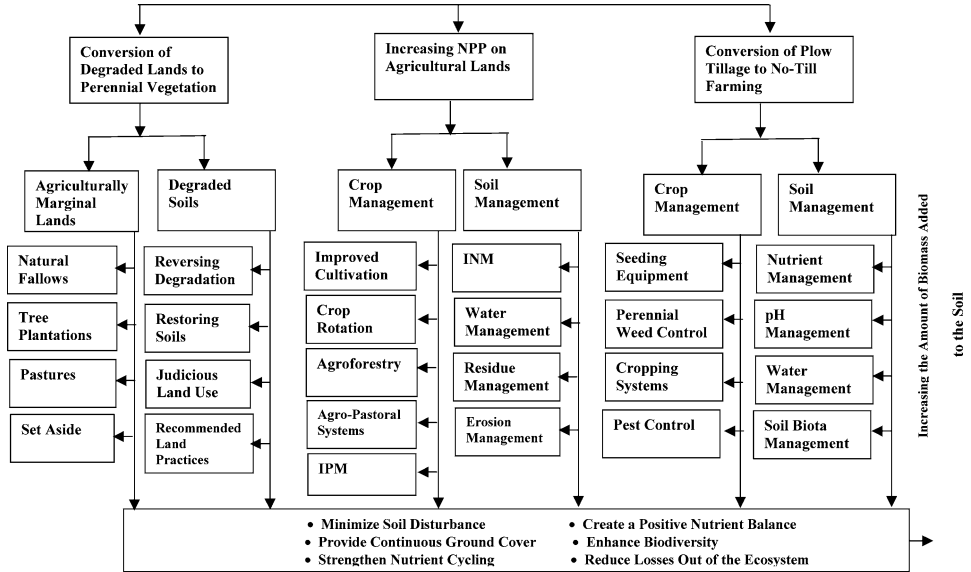 Conversion of
Degraded Lands to
Perennial Vegetation
Increasing NPP on
Agricultural Lands
Conversion of Plow
Tillage to No-Till
Farming
Agriculturally
Marginal
Lands
Degraded
Soils
Crop
Management
Soil
Management
Crop
Management
Soil
Management
Natural
Fallows
Tree
Plantations
Pastures
Set Aside
Reversing
Degradation
Restoring
Soils
Judicious
Land Use
Recommended
Land
Practices
Improved
Cultivation
Crop
Rotation
Agroforestry
Agro-Pastoral
Systems
IPM
INM
Water
Management
Residue
Management
Erosion
Management
Seeding
Equipment
Perennial
Weed Control
Cropping
Systems
Pest Control
Nutrient
Management
pH
Management
Water
Management
Soil Biota
Management
Increasing the Amount of Biomass Added
to the Soil
• Minimize Soil Disturbance
• Provide Continuous Ground Cover
• Strengthen Nutrient Cycling
• Create a Positive Nutrient Balance
• Enhance Biodiversity
• Reduce Losses Out of the Ecosystem